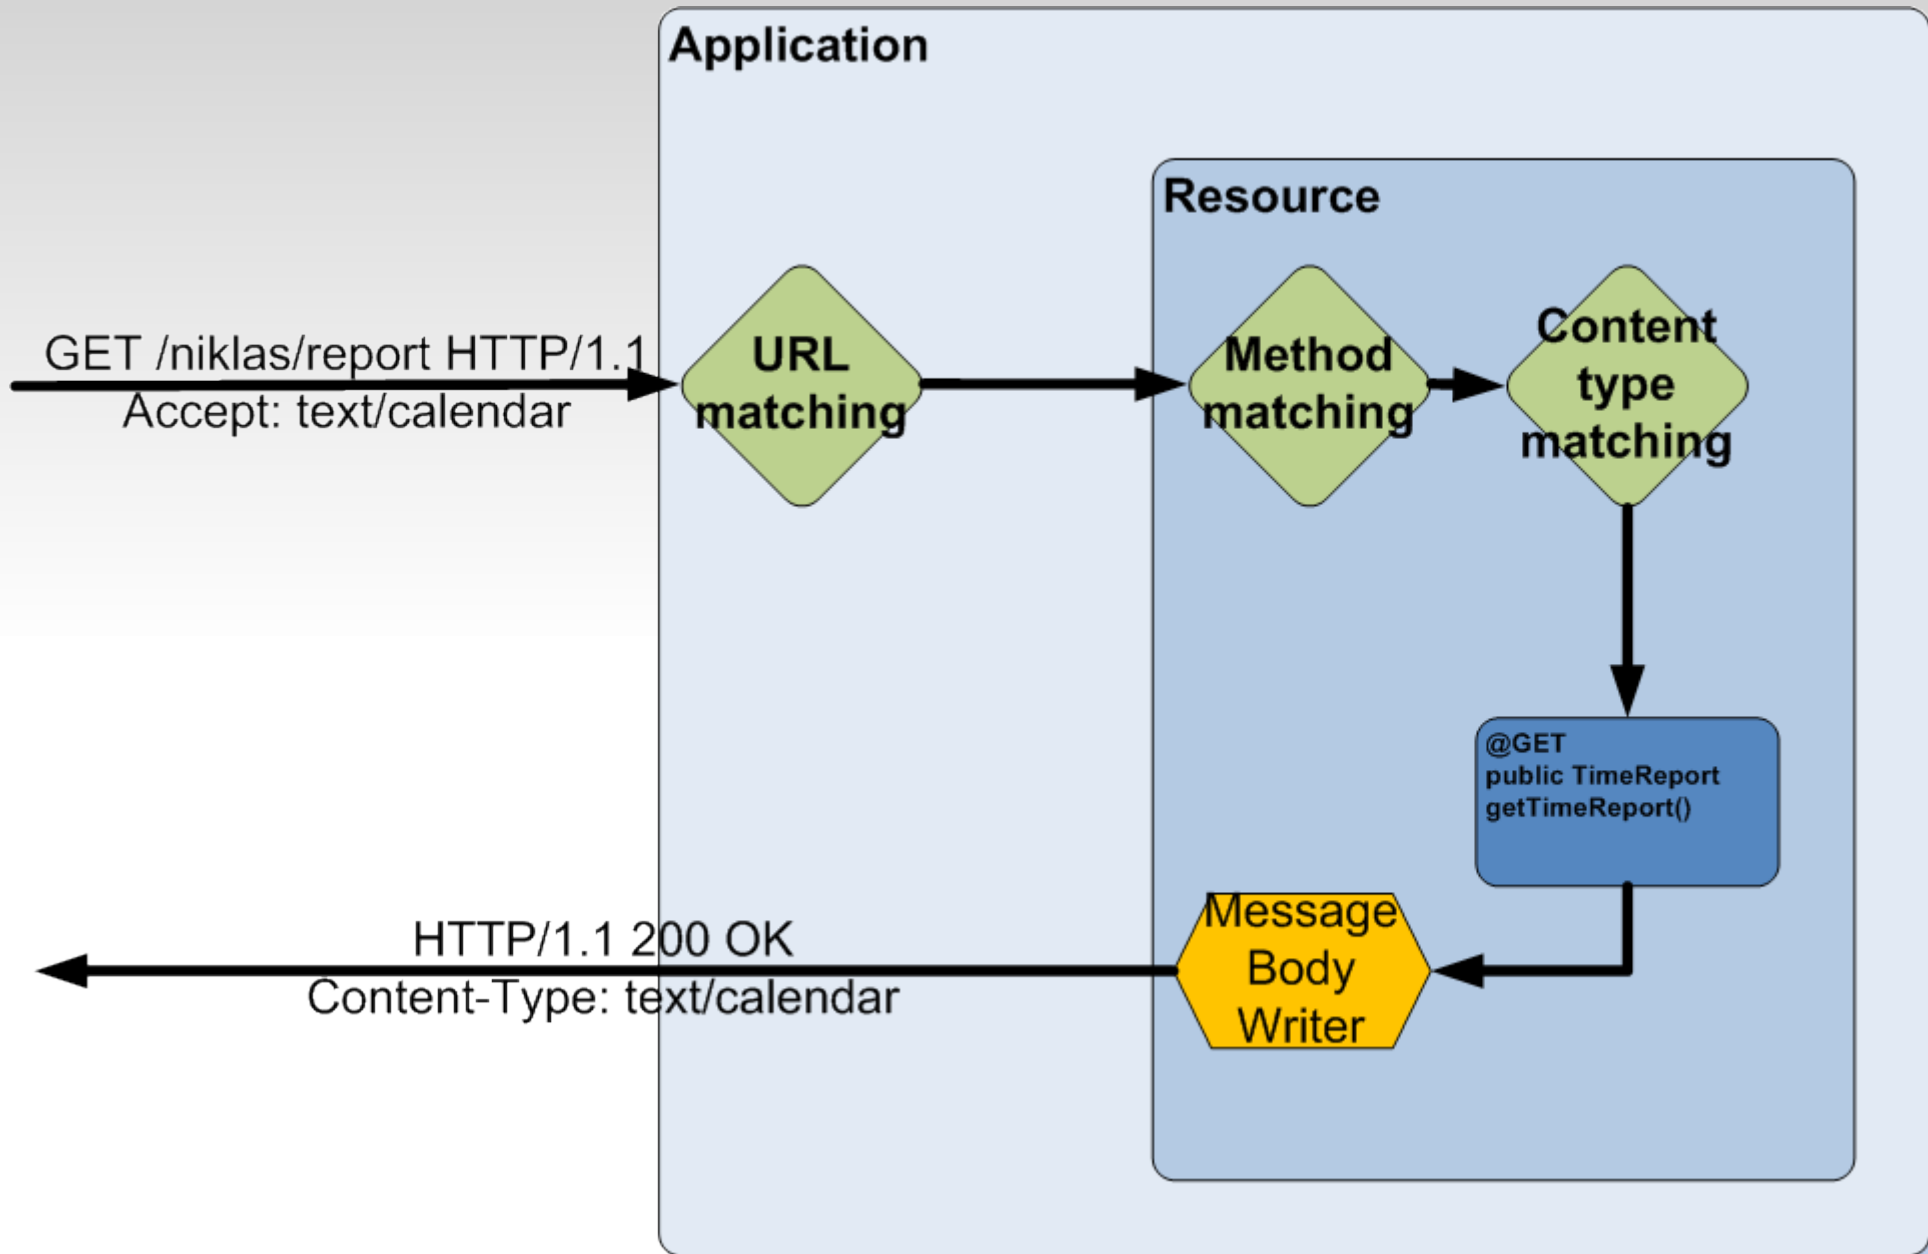 Application
Resource
GET /niklas/report HTTP/1.1
Accept: text/calendar
URL
matching
Method
matching
Content
type
matching
@GET
public TimeReport
getTimeReport()
Message
Body
Writer
HTTP/1.1 200 OK
Content-Type: text/calendar